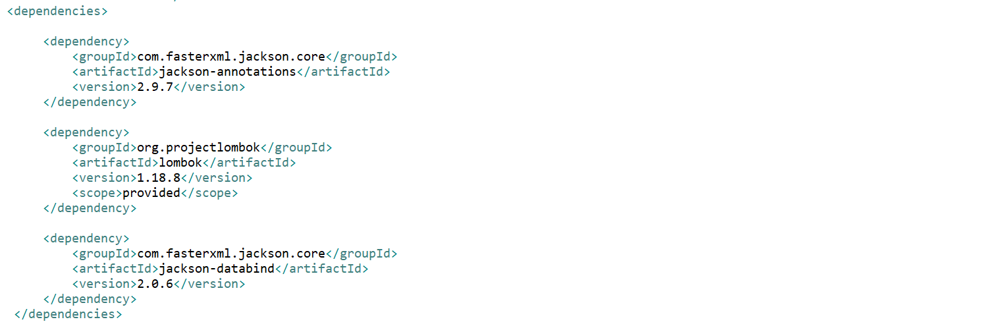 <dependencies>
<dependency>
<groupId>com.fasterxml.jackson.core</groupId>
<artifactId>jackson-annotations</artifactId>
<version>2.9.7</version>
</dependency>
<dependency>
<groupId>org.projectlombok</groupId>
<artifactId>lombok</artifactId>
<version>1.18.8</version>
<scope>provided</scope>
</dependency>
<dependency>
<groupId>com.fasterxml.jackson.core</groupId>
<artifactId>jackson-databind</artifactId>
<version>2.0.6</version>
</dependency>
</dependencies>